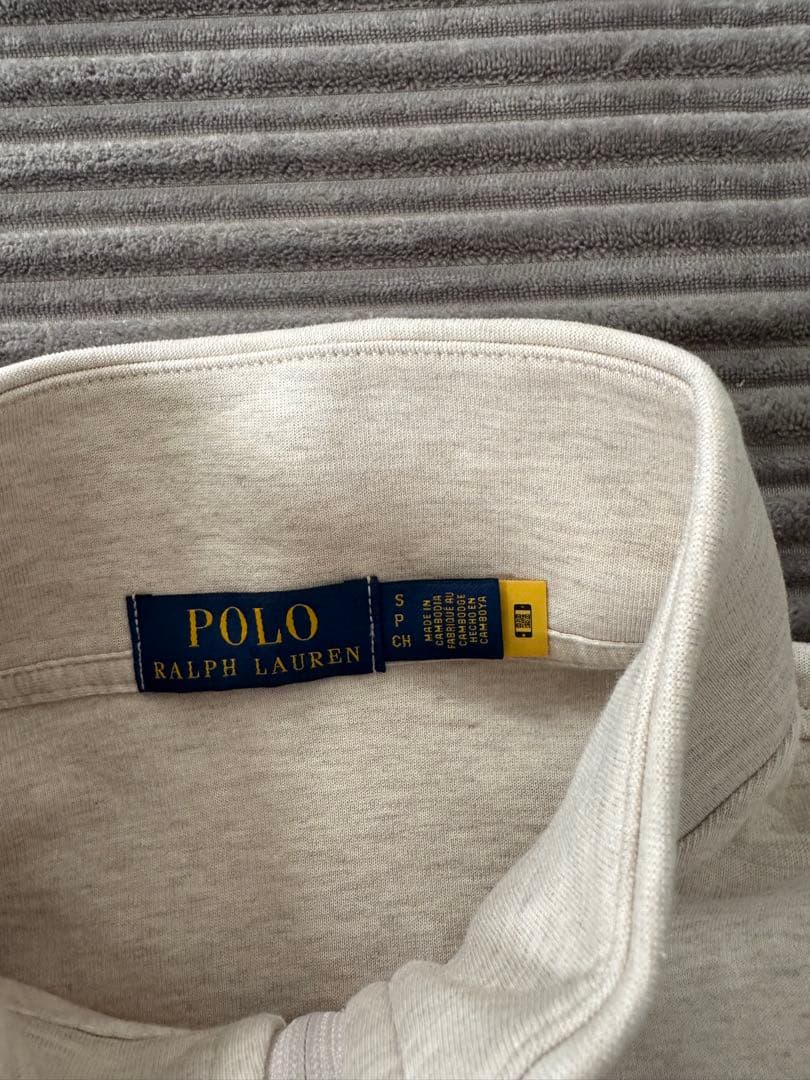 POLO
RALPH LAUREN
S
P
CH
MADE IN
CAMBODIA
FABRIQUÉ AU
CAMBODGE
HECHO EN
CAMBOYA